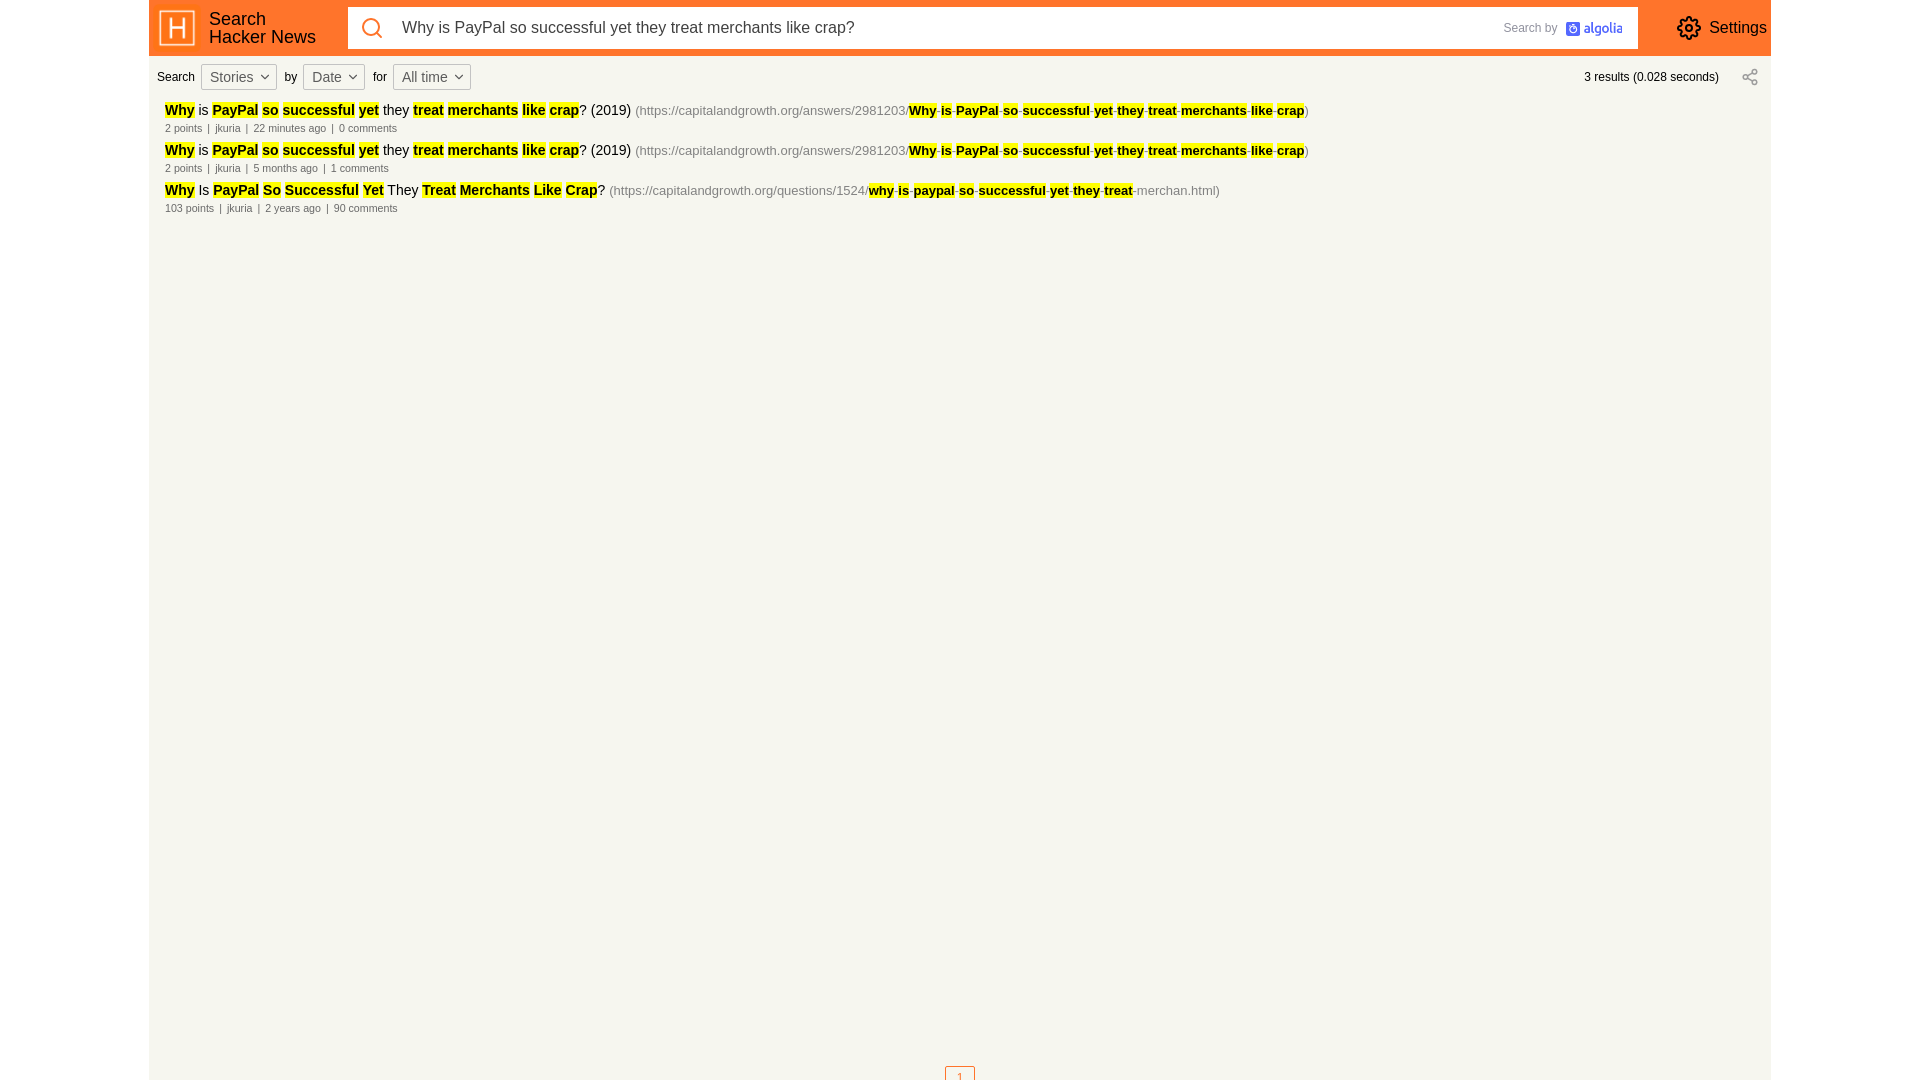 Search
Hacker News
Why is PayPal so successful yet they treat merchants like crap?
Search by algolia
Settings
Search Stories by Date for All time
3 results (0.028 seconds)
Why is PayPal so successful yet they treat merchants like crap? (2019) (https://capitalandgrowth.org/answers/2981203/Why-is-PayPal-so-successful-yet-they-treat-merchants-like-crap)
2 points | jkuria | 22 minutes ago | 0 comments
Why is PayPal so successful yet they treat merchants like crap? (2019) (https://capitalandgrowth.org/answers/2981203/Why-is-PayPal-so-successful-yet-they-treat-merchants-like-crap)
2 points | jkuria | 5 months ago | 1 comments
Why Is PayPal So Successful Yet They Treat Merchants Like Crap? (https://capitalandgrowth.org/questions/1524/why-is-paypal-so-successful-yet-they-treat-merchan.html)
103 points | jkuria | 2 years ago | 90 comments
1